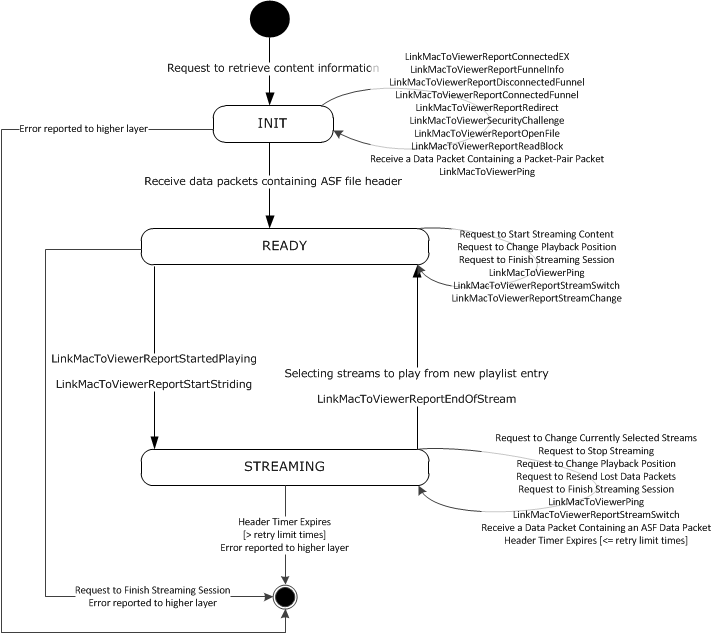 Request to retrieve content information
LinkMacToViewerReportConnectedEX
LinkMacToViewerReportFunnelInfo
LinkMacToViewerReportDisconnectedFunnel
LinkMacToViewerReportConnectedFunnel
LinkMacToViewerReportRedirect
LinkMacToViewerSecurityChallenge
LinkMacToViewerReportOpenFile
LinkMacToViewerReportReadBlock
Receive a Data Packet Containing a Packet-Pair Packet
LinkMacToViewerPing
INIT
Error reported to higher layer
Receive data packets containing ASF file header
READY
Request to Start Streaming Content
Request to Change Playback Position
Request to Finish Streaming Session
LinkMacToViewerPing
LinkMacToViewerReportStreamSwitch
LinkMacToViewerReportStreamChange
LinkMacToViewerReportStartedPlaying
LinkMacToViewerReportStartStriding
Selecting streams to play from new playlist entry
LinkMacToViewerReportEndOfStream
STREAMING
Request to Change Currently Selected Streams
Request to Stop Streaming
Request to Change Playback Position
Request to Resend Lost Data Packets
Request to Finish Streaming Session
LinkMacToViewerPing
LinkMacToViewerReportStreamSwitch
Receive a Data Packet Containing an ASF Data Packet
Header Timer Expires [<= retry limit times]
Header Timer Expires
[> retry limit times]
Error reported to higher layer
Request to Finish Streaming Session
Error reported to higher layer